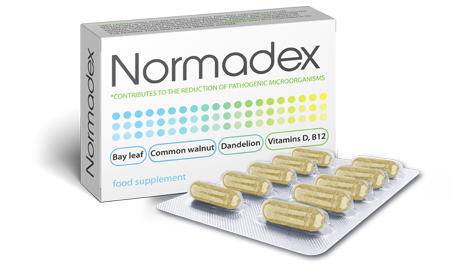 Normadex
*CONTRIBUTES TO THE REDUCTION OF PATHOGENIC MICROORGANISMS
Bay leaf
Common walnut
Dandelion
Vitamins D, B12
food supplement
Normadex